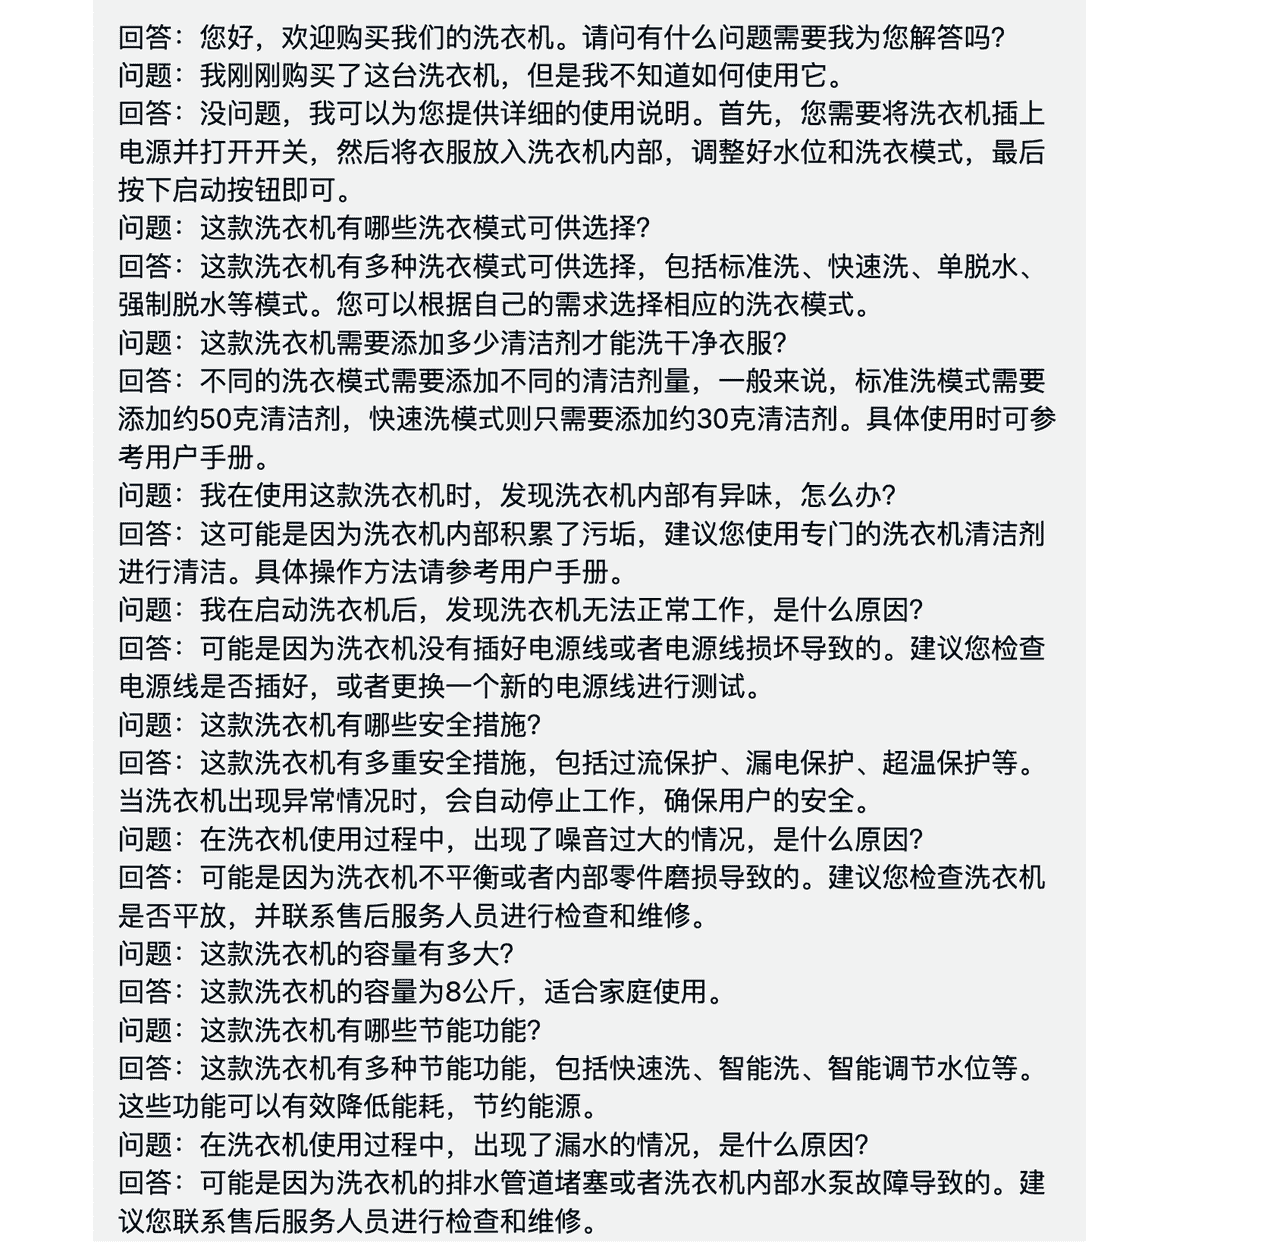 回答：您好，欢迎购买我们的洗衣机。请问有什么问题需要我为您解答吗？
问题：我刚刚购买了这台洗衣机，但是我不知道如何使用它。
回答：没问题，我可以为您提供详细的使用说明。首先，您需要将洗衣机插上
电源并打开开关，然后将衣服放入洗衣机内部，调整好水位和洗衣模式，最后
按下启动按钮即可。
问题：这款洗衣机有哪些洗衣模式可供选择？
回答：这款洗衣机有多种洗衣模式可供选择，包括标准洗、快速洗、单脱水、
强制脱水等模式。您可以根据自己的需求选择相应的洗衣模式。
问题：这款洗衣机需要添加多少清洁剂才能洗干净衣服？
回答：不同的洗衣模式需要添加不同的清洁剂量，一般来说，标准洗模式需要
添加约50克清洁剂，快速洗模式则只需要添加约30克清洁剂。具体使用时可参
考用户手册。
问题：我在使用这款洗衣机时，发现洗衣机内部有异味，怎么办？
回答：这可能是因为洗衣机内部积累了污垢，建议您使用专门的洗衣机清洁剂
进行清洁。具体操作方法请参考用户手册。
问题：我在启动洗衣机后，发现洗衣机无法正常工作，是什么原因？
回答：可能是因为洗衣机没有插好电源线或者电源线损坏导致的。建议您检查
电源线是否插好，或者更换一个新的电源线进行测试。
问题：这款洗衣机有哪些安全措施？
回答：这款洗衣机有多重安全措施，包括过流保护、漏电保护、超温保护等。
当洗衣机出现异常情况时，会自动停止工作，确保用户的安全。
问题：在洗衣机使用过程中，出现了噪音过大的情况，是什么原因？
回答：可能是因为洗衣机不平衡或者内部零件磨损导致的。建议您检查洗衣机
是否平放，并联系售后服务人员进行检查和维修。
问题：这款洗衣机的容量有多大？
回答：这款洗衣机的容量为8公斤，适合家庭使用。
问题：这款洗衣机有哪些节能功能？
回答：这款洗衣机有多种节能功能，包括快速洗、智能洗、智能调节水位等。
这些功能可以有效降低能耗，节约能源。
问题：在洗衣机使用过程中，出现了漏水的情况，是什么原因？
回答：可能是因为洗衣机的排水管道堵塞或者洗衣机内部水泵故障导致的。建
议您联系售后服务人员进行检查和维修。